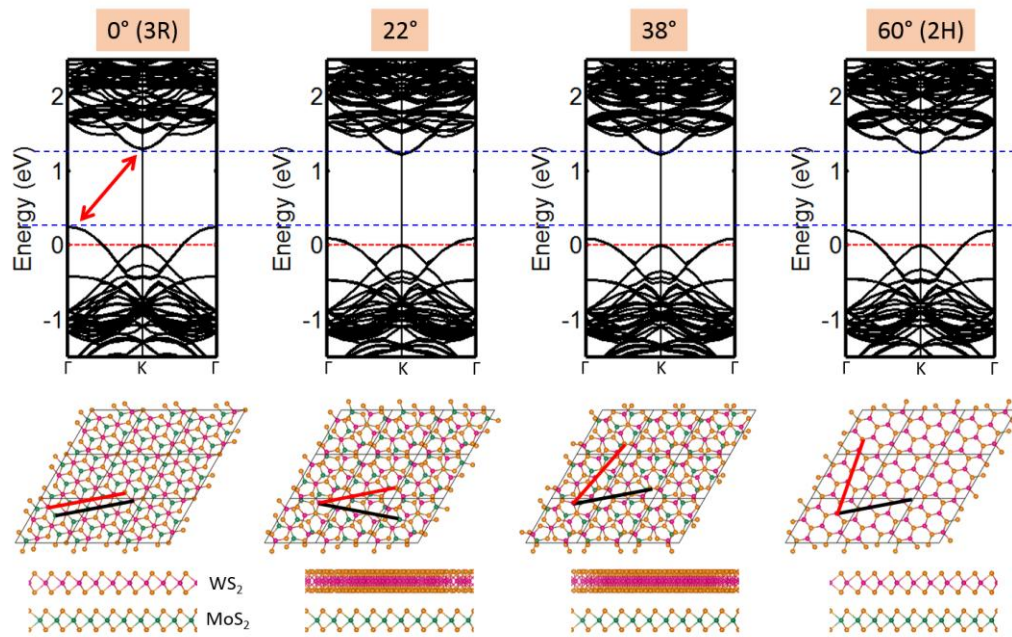 0° (3R) 22° 38° 60° (2H)
Energy (eV) Energy (eV) Energy (eV) Energy (eV)
2 2 2 2
1 1 1 1
0 0 0 0
-1 -1 -1 -1
Γ K Γ Γ K Γ Γ K Γ Γ K Γ
WS₂
MoS₂